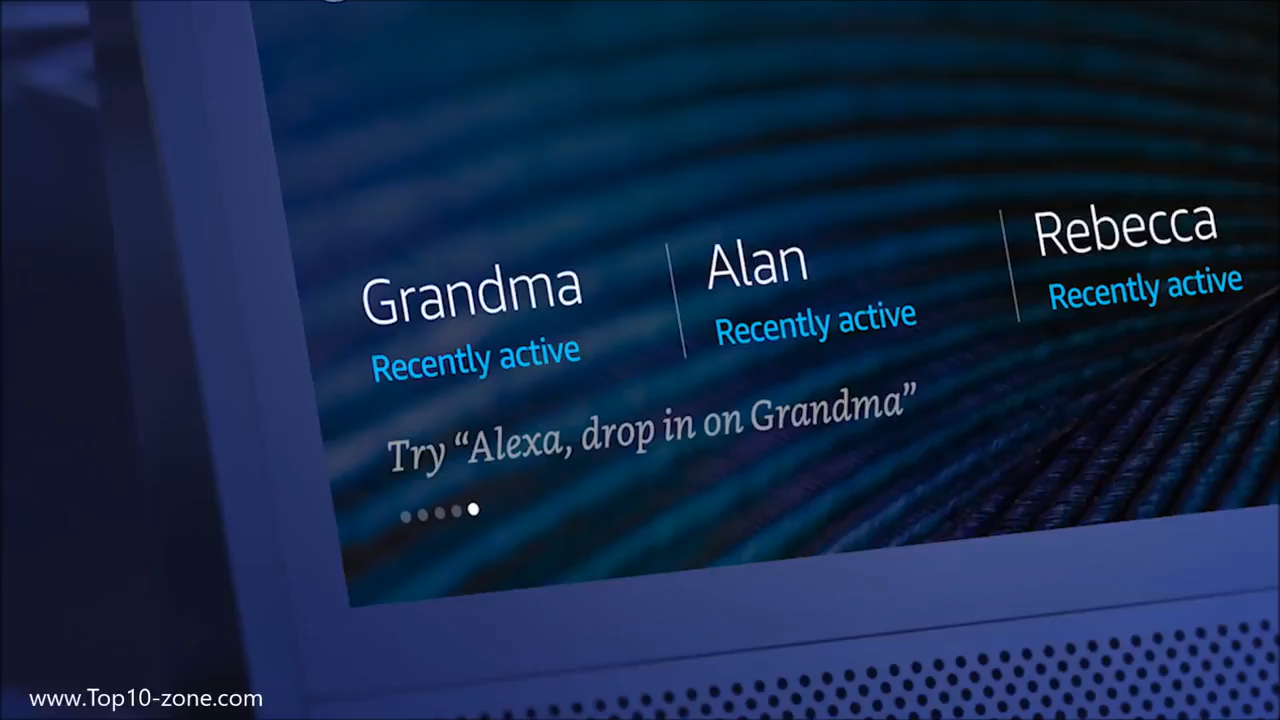 Grandma
Recently active
Alan
Recently active
Rebecca
Recently active
Try “Alexa, drop in on Grandma”
www.Top10-zone.com